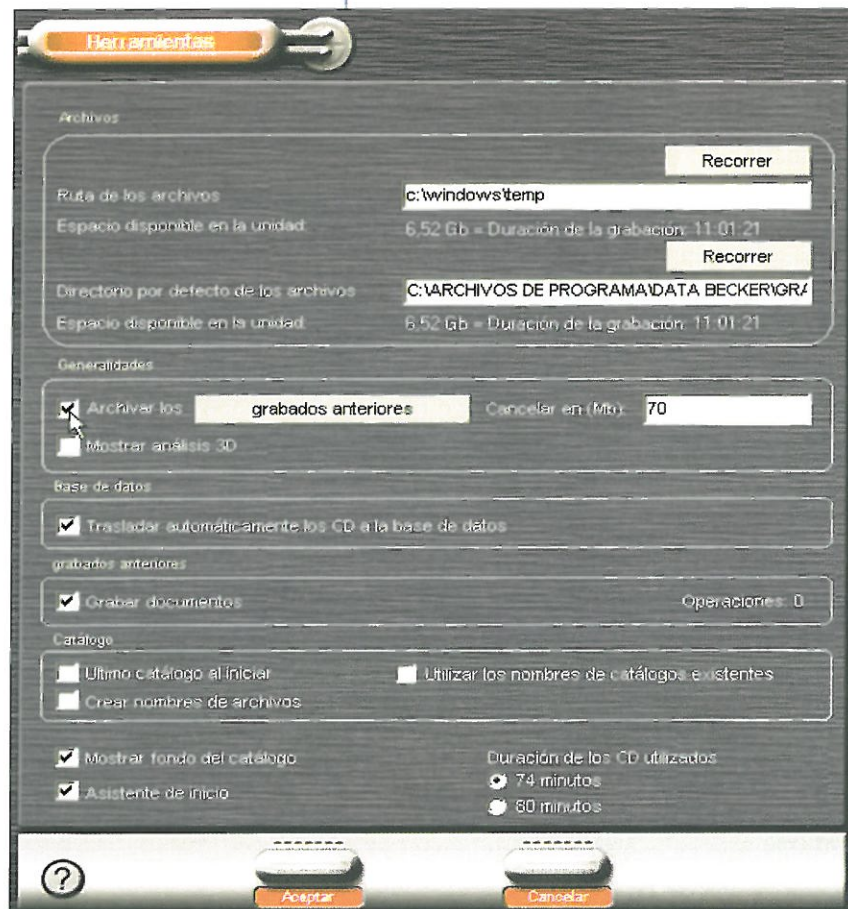 Herramientas
Archivos
Recorrer
Ruta de los archivos c:\windows\temp
Espacio disponible en la unidad: 6,52 Gb = Duración de la grabación: 11:01:21
Recorrer
Directorio por defecto de los archivos C:\ARCHIVOS DE PROGRAMA\DATA BECKER\GRA
Espacio disponible en la unidad: 6,52 Gb = Duración de la grabación: 11:01:21
Generalidades
Archivar los grabados anteriores Cancelar en (Mb): 70
Mostrar análisis 3D
Base de datos
Trasladar automáticamente los CD a la base de datos
grabados anteriores
Grabar documentos Operaciones: 0
Catálogo
Ultimo catálogo al iniciar Utilizar los nombres de catálogos existentes
Crear nombres de archivos
Mostrar fondo del catálogo Duración de los CD utilizados
74 minutos
Asistente de inicio
80 minutos
?
Aceptar Cancelar